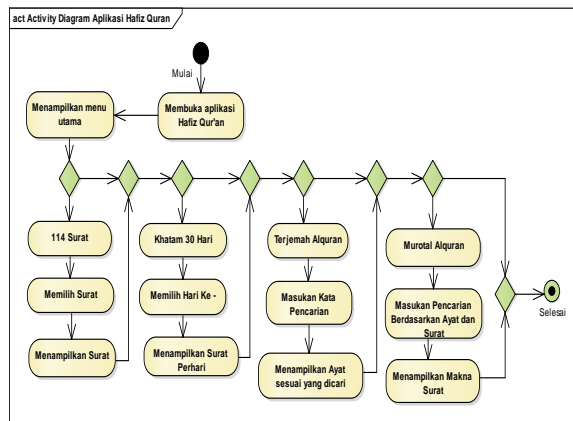 act Activity Diagram Aplikasi Hafiz Quran
Mulai
Menampilkan menu
utama
Membuka aplikasi
Hafiz Qur'an
114 Surat
Memilih Surat
Menampilkan Surat
Khatam 30 Hari
Memilih Hari Ke -
Menampilkan Surat
Perhari
Terjemah Alquran
Masukan Kata
Pencarian
Menampilkan Ayat
sesuai yang dicari
Murotal Alquran
Masukan Pencarian
Berdasarkan Ayat dan
Surat
Menampilkan Makna
Surat
Selesai